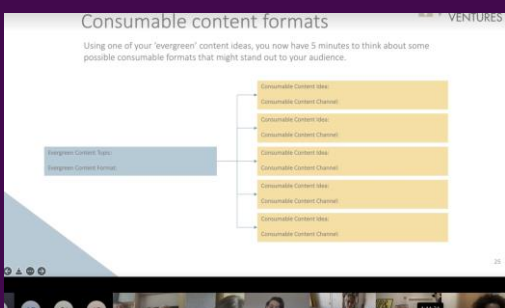 Consumable content formats
VENTURES
Using one of your 'evergreen' content ideas, you now have 5 minutes to think about some
possible consumable formats that might stand out to your audience.
Consumable Content Idea:
Consumable Content Channel:
Consumable Content Idea:
Consumable Content Channel:
Evergreen Content Topic:
Evergreen Content Format:
Consumable Content Idea:
Consumable Content Channel:
Consumable Content Idea:
Consumable Content Channel:
Consumable Content Idea:
Consumable Content Channel:
25